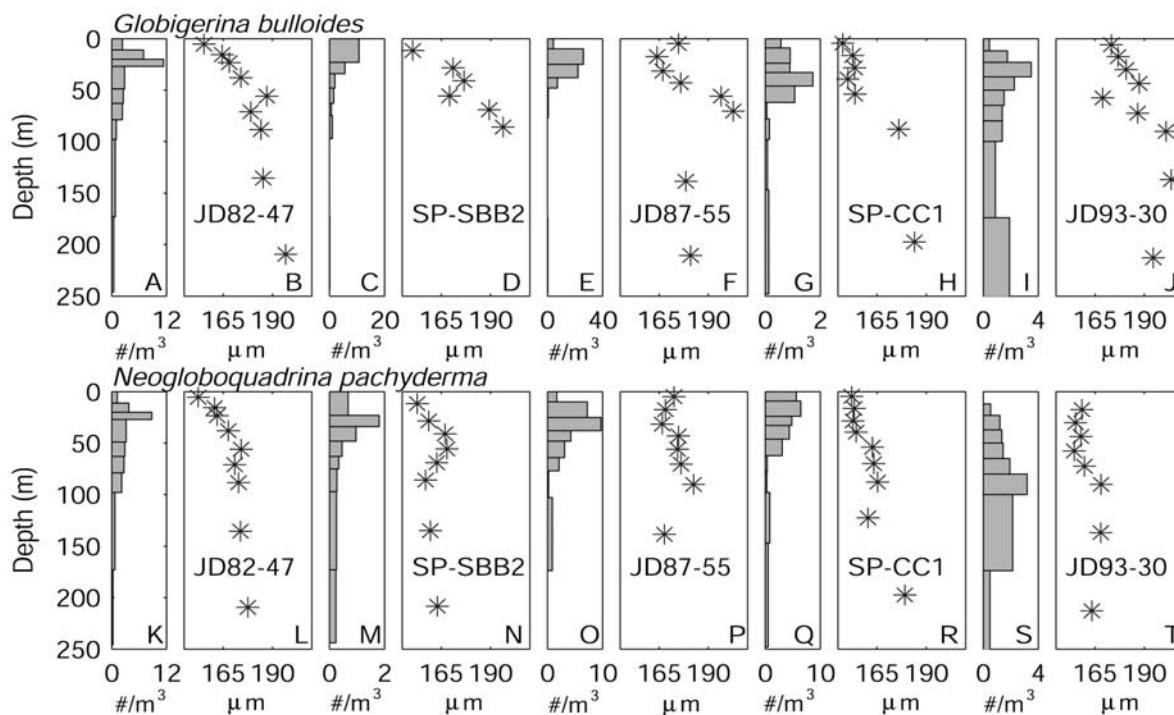 Globigerina bulloides
Depth (m)
0
50
100
150
200
250
JD82-47 SP-SBB2 JD87-55 SP-CC1 JD93-30
A B C D E F G H I J
0 12 165 190 0 20 165 190 0 40 165 190 0 2 165 190 0 4 165 190
#/m³ μm #/m³ μm #/m³ μm #/m³ μm #/m³ μm
Neogloboquadrina pachyderma
Depth (m)
0
50
100
150
200
250
JD82-47 SP-SBB2 JD87-55 SP-CC1 JD93-30
K L M N O P Q R S T
0 12 165 190 0 2 165 190 0 10 165 190 0 10 165 190 0 4 165 190
#/m³ μm #/m³ μm #/m³ μm #/m³ μm #/m³ μm